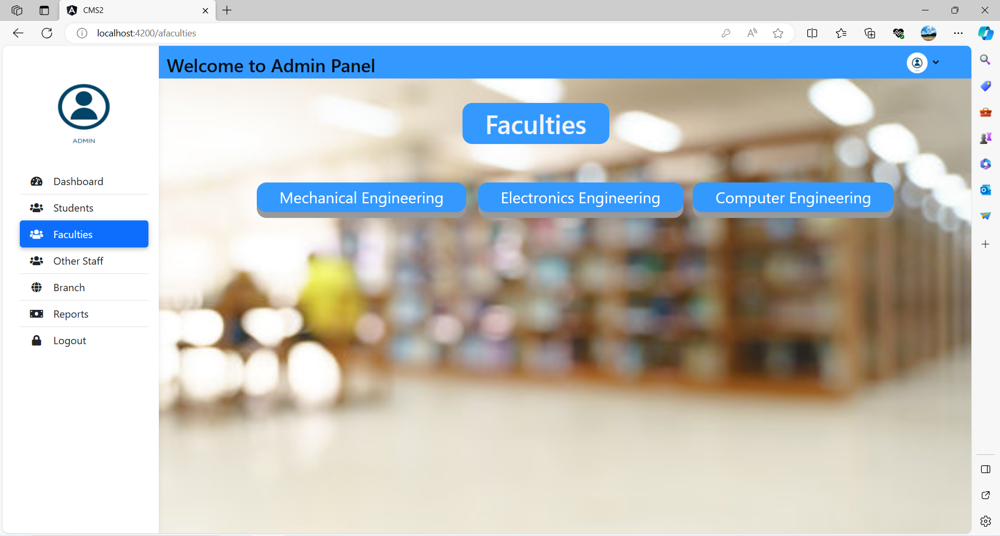 CMS2
localhost:4200/afaculties
Welcome to Admin Panel
ADMIN
Dashboard
Students
Faculties
Other Staff
Branch
Reports
Logout
Faculties
Mechanical Engineering
Electronics Engineering
Computer Engineering